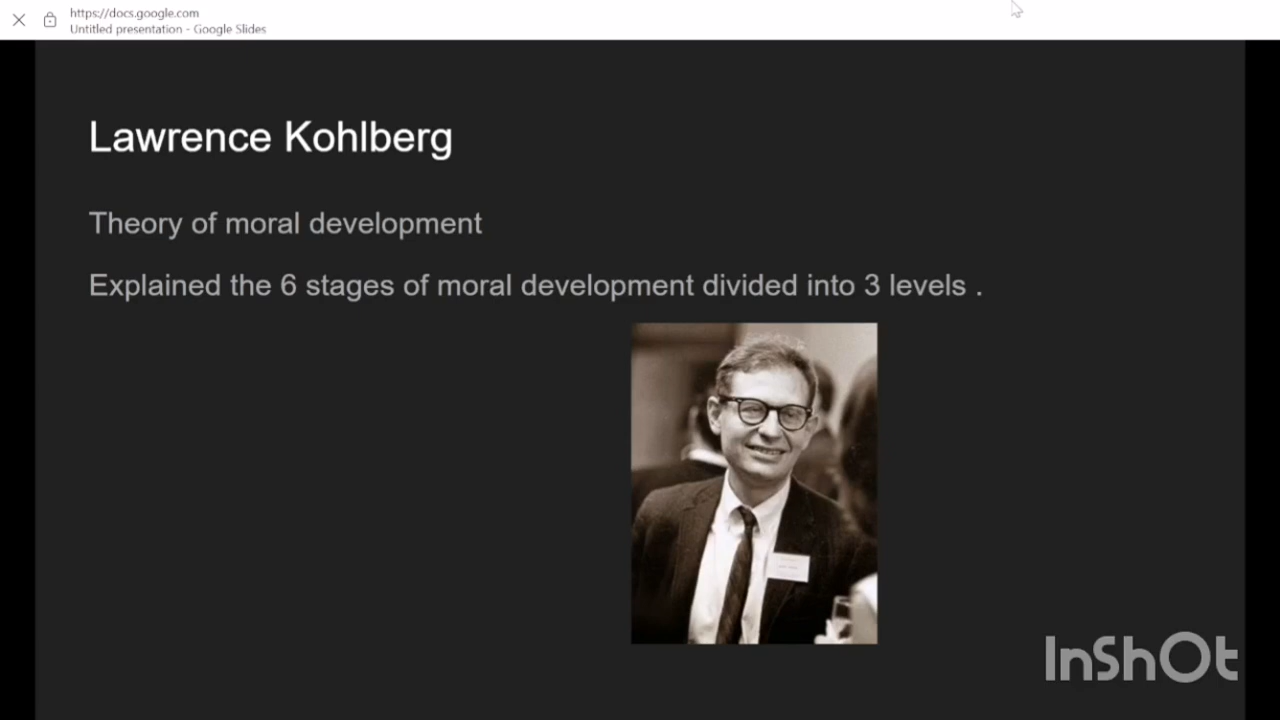 https://docs.google.com
Untitled presentation - Google Slides
Lawrence Kohlberg
Theory of moral development
Explained the 6 stages of moral development divided into 3 levels .
InShOt